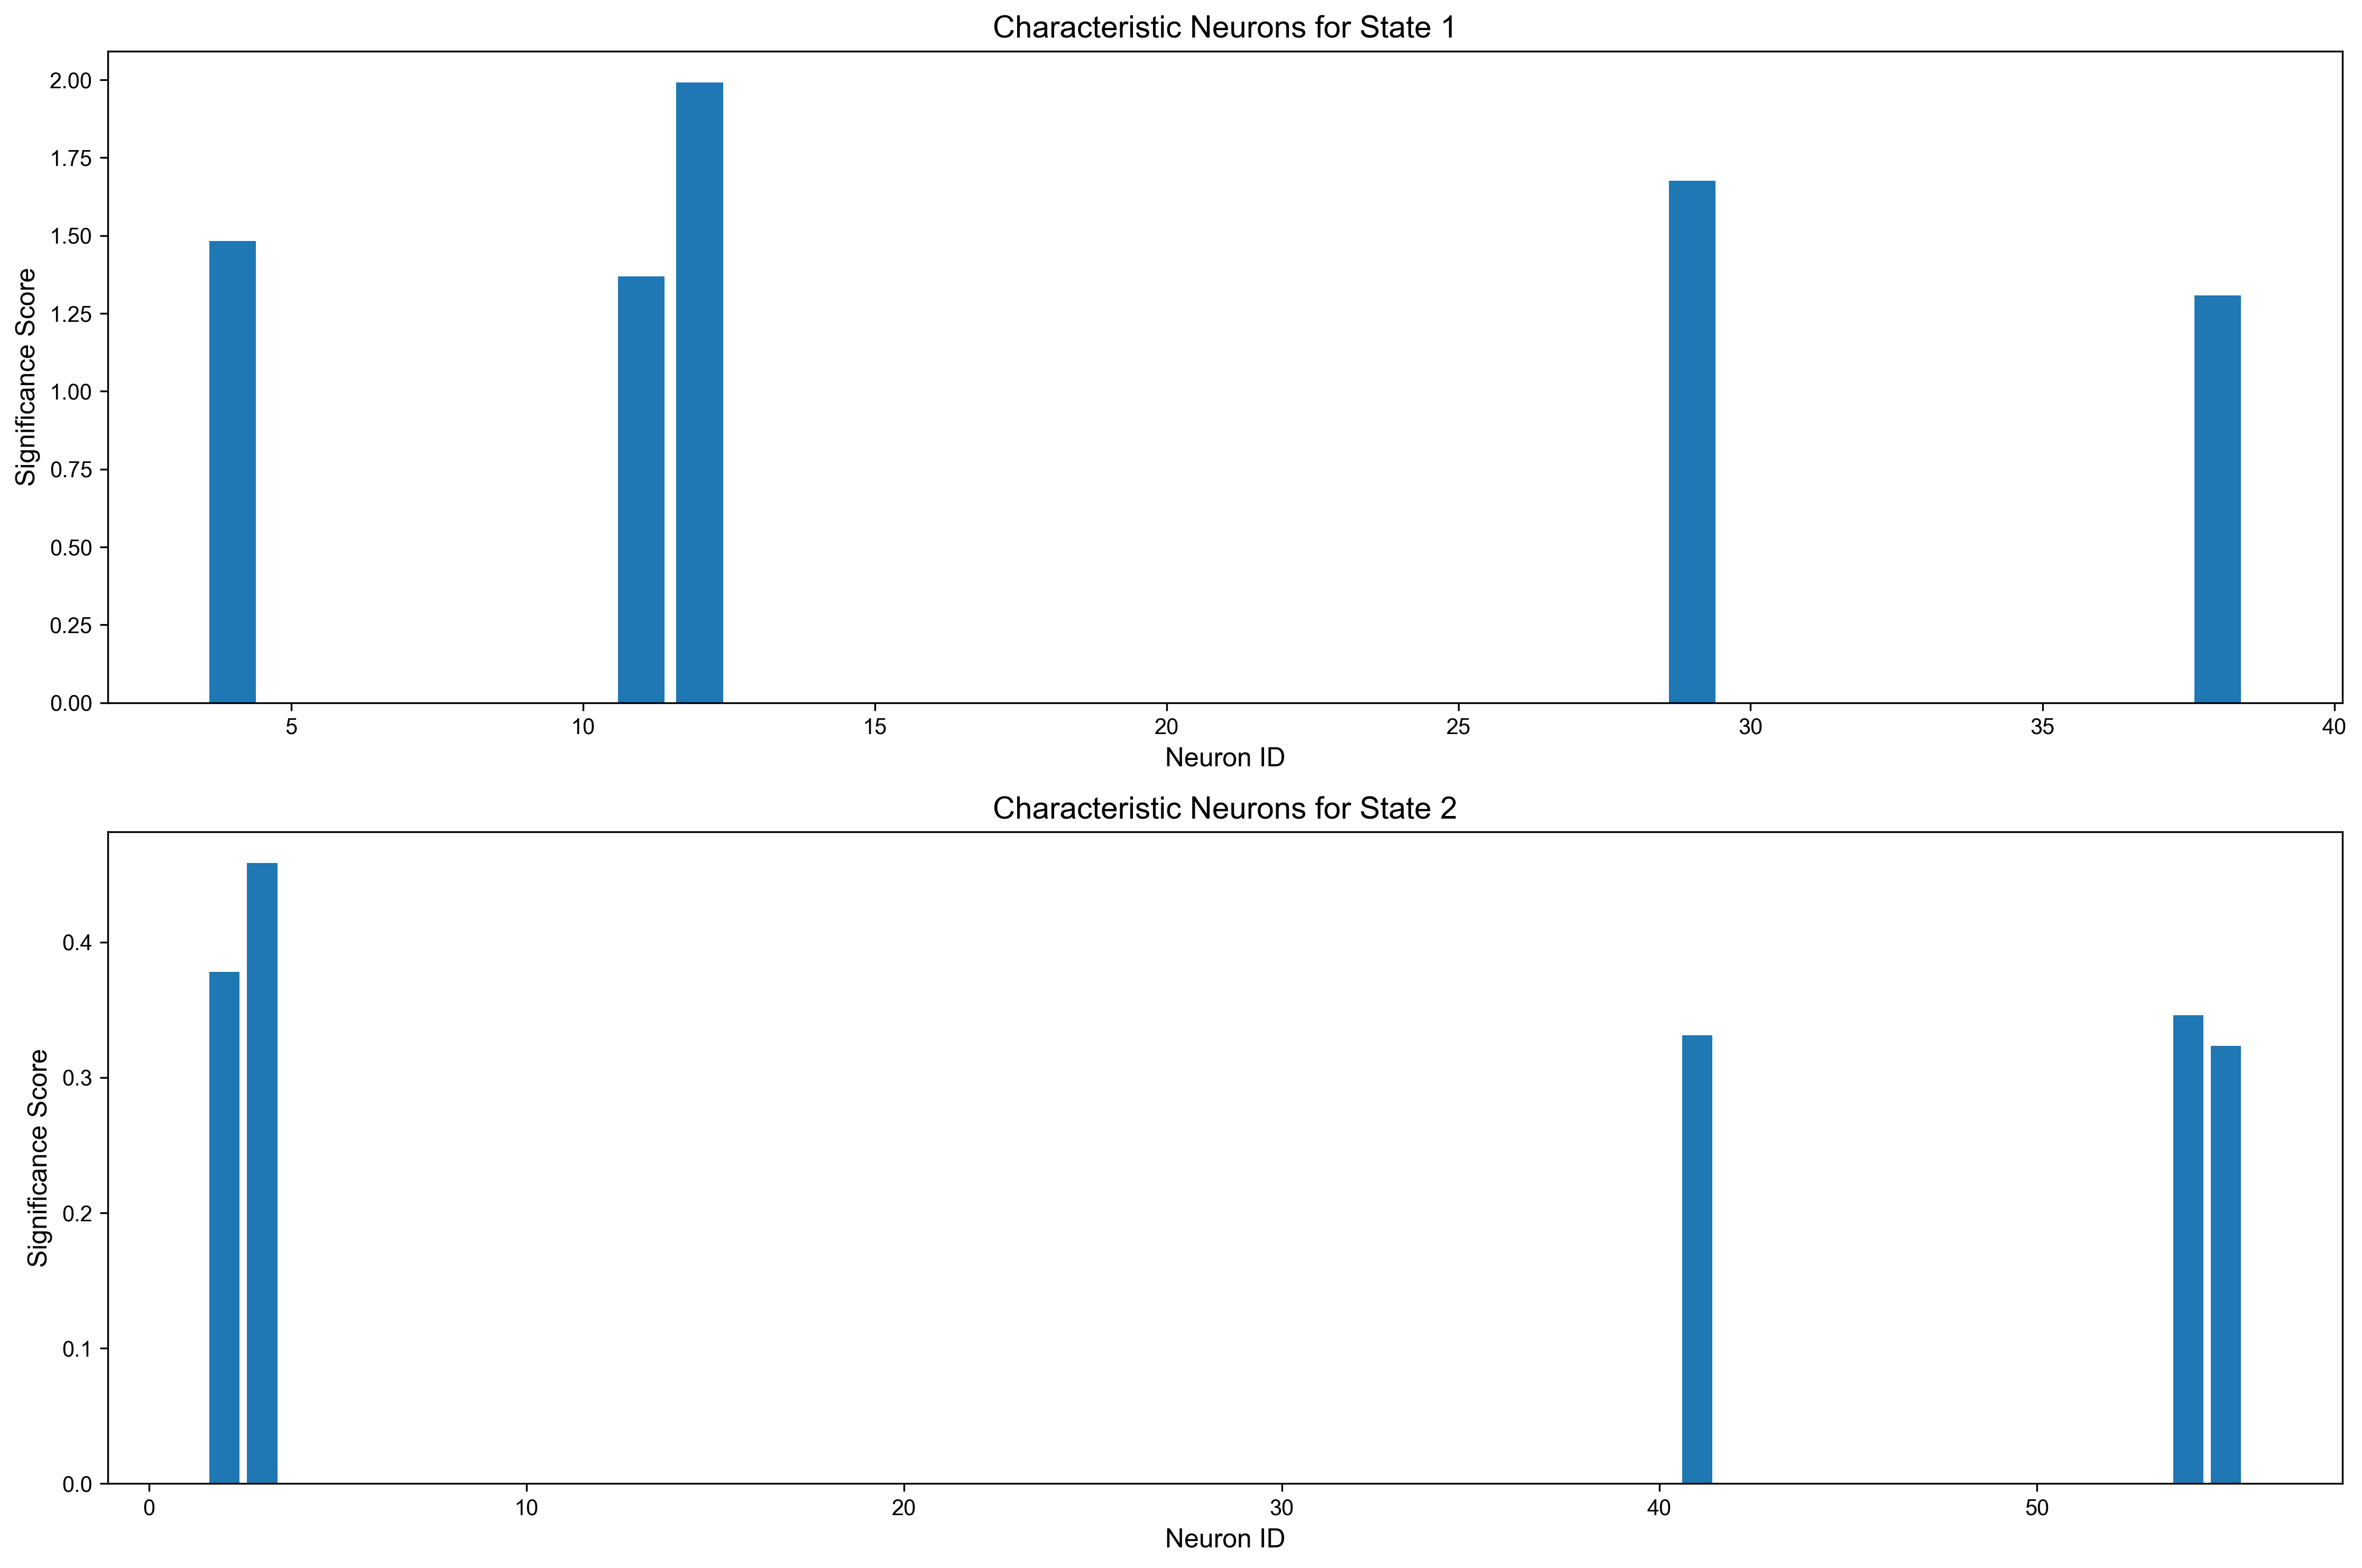 Characteristic Neurons for State 1
2.00
1.75
1.50
1.25
1.00
0.75
0.50
0.25
0.00
Significance Score
5 10 15 20 25 30 35 40
Neuron ID
Characteristic Neurons for State 2
0.4
0.3
0.2
0.1
0.0
Significance Score
0 10 20 30 40 50
Neuron ID